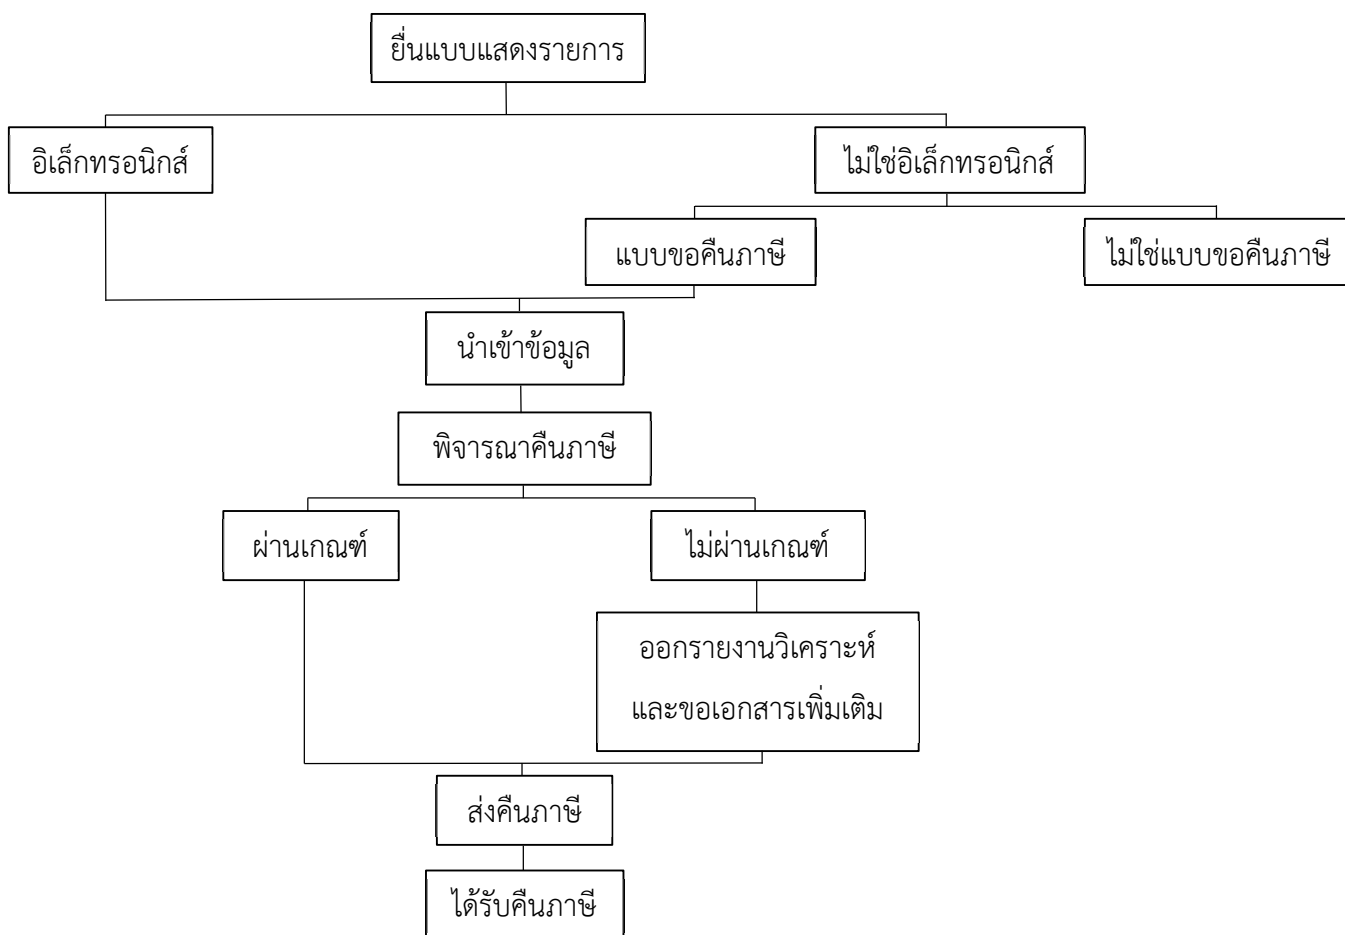 ยื่นแบบแสดงรายการ
อิเล็กทรอนิกส์
ไม่ใช่อิเล็กทรอนิกส์
แบบขอคืนภาษี
ไม่ใช่แบบขอคืนภาษี
นำเข้าข้อมูล
พิจารณาคืนภาษี
ผ่านเกณฑ์
ไม่ผ่านเกณฑ์
ออกรายงานวิเคราะห์
และขอเอกสารเพิ่มเติม
ส่งคืนภาษี
ได้รับคืนภาษี